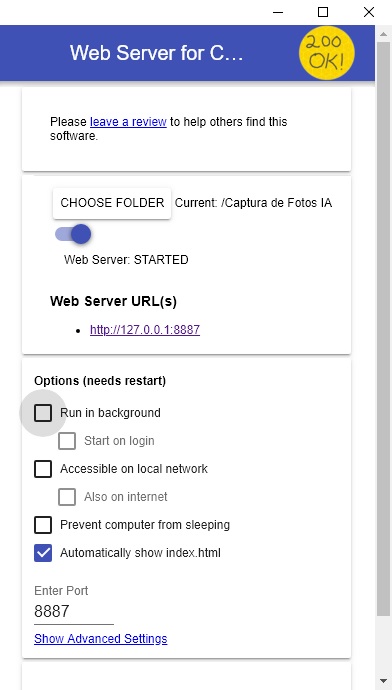 Web Server for C...
200
OK!
Please leave a review to help others find this
software.
CHOOSE FOLDER Current: /Captura de Fotos IA
Web Server: STARTED
Web Server URL(s)
• http://127.0.0.1:8887
Options (needs restart)
Run in background
Start on login
Accessible on local network
Also on internet
Prevent computer from sleeping
Automatically show index.html
Enter Port
8887
Show Advanced Settings